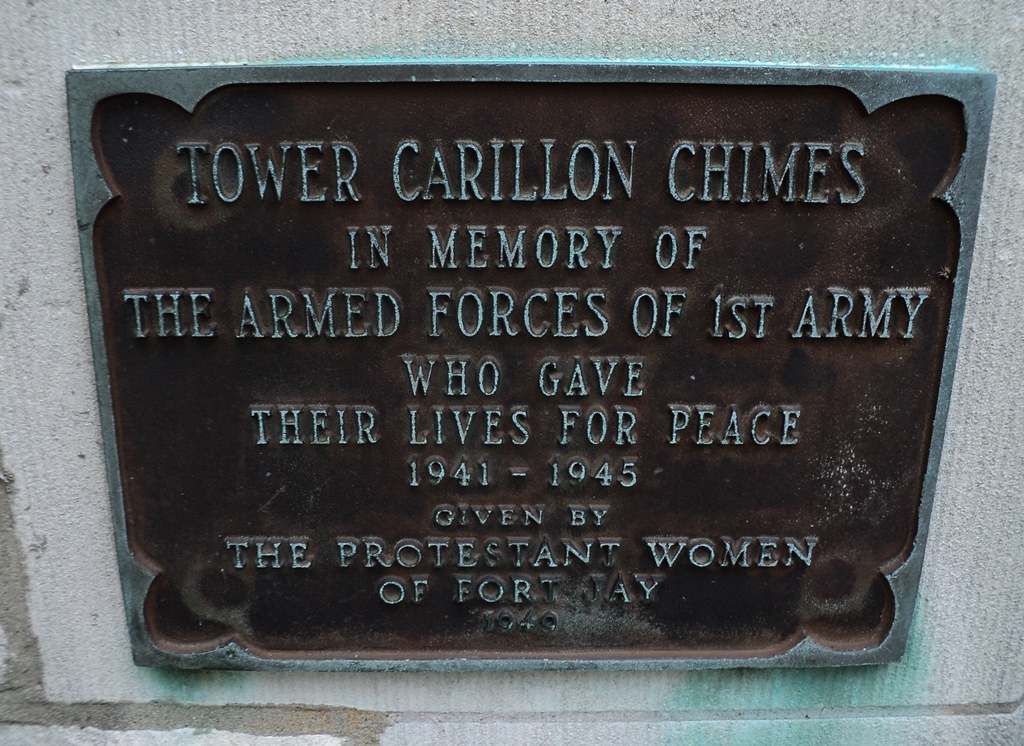 TOWER CARILLON CHIMES
IN MEMORY OF
THE ARMED FORCES OF 1ST ARMY
WHO GAVE
THEIR LIVES FOR PEACE
1941 - 1945
GIVEN BY
THE PROTESTANT WOMEN
OF FORT JAY
1949